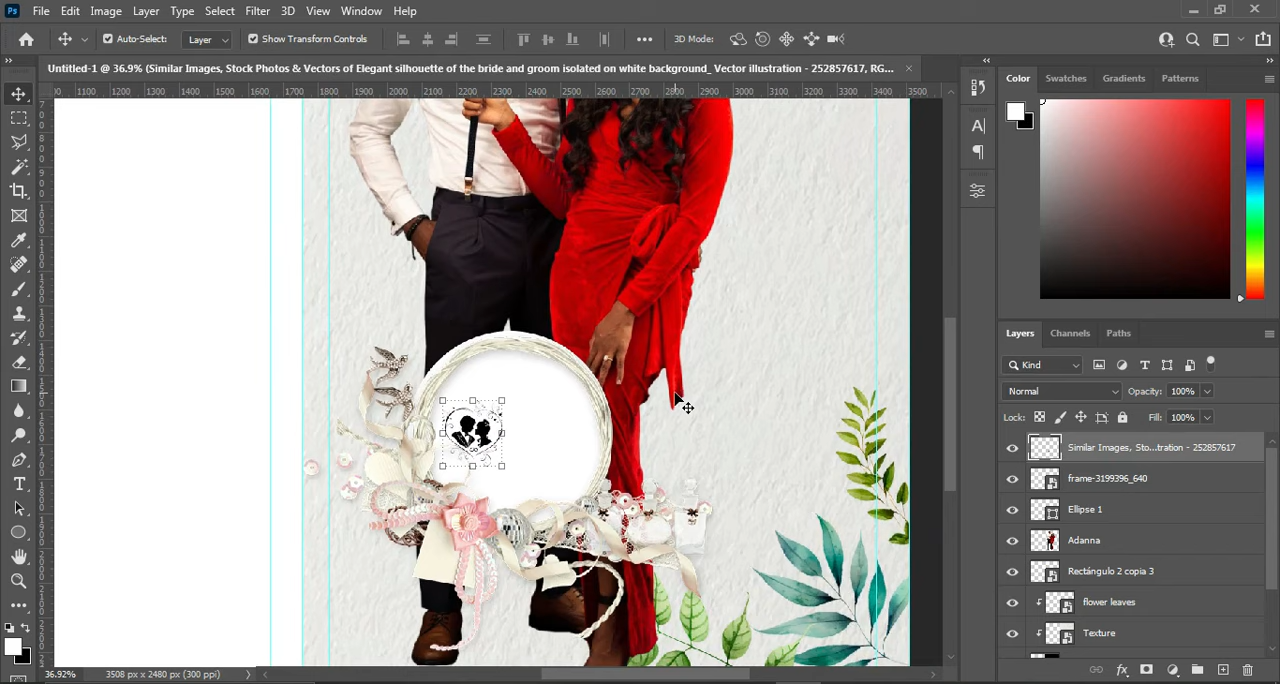 Ps File Edit Image Layer Type Select Filter 3D View Window Help
Auto-Select: Layer Show Transform Controls 3D Mode:
Untitled-1 @ 36.9% (Similar Images, Stock Photos & Vectors of Elegant silhouette of the bride and groom isolated on white background_ Vector illustration - 252857617, RG...
1100 1200 1300 1400 1500 1600 1700 1800 1900 2000 2100 2200 2300 2400 2500 2600 2700 2800 2900 3000 3100 3200 3300 3400 3500
Color Swatches Gradients Patterns
Layers Channels Paths
Kind
Normal Opacity: 100%
Lock: Fill: 100%
Similar Images, Sto...tration - 252857617
frame-3199396_640
Ellipse 1
Adanna
Rectángulo 2 copia 3
flower leaves
Texture
36.92% 3508 px x 2480 px (300 ppi)